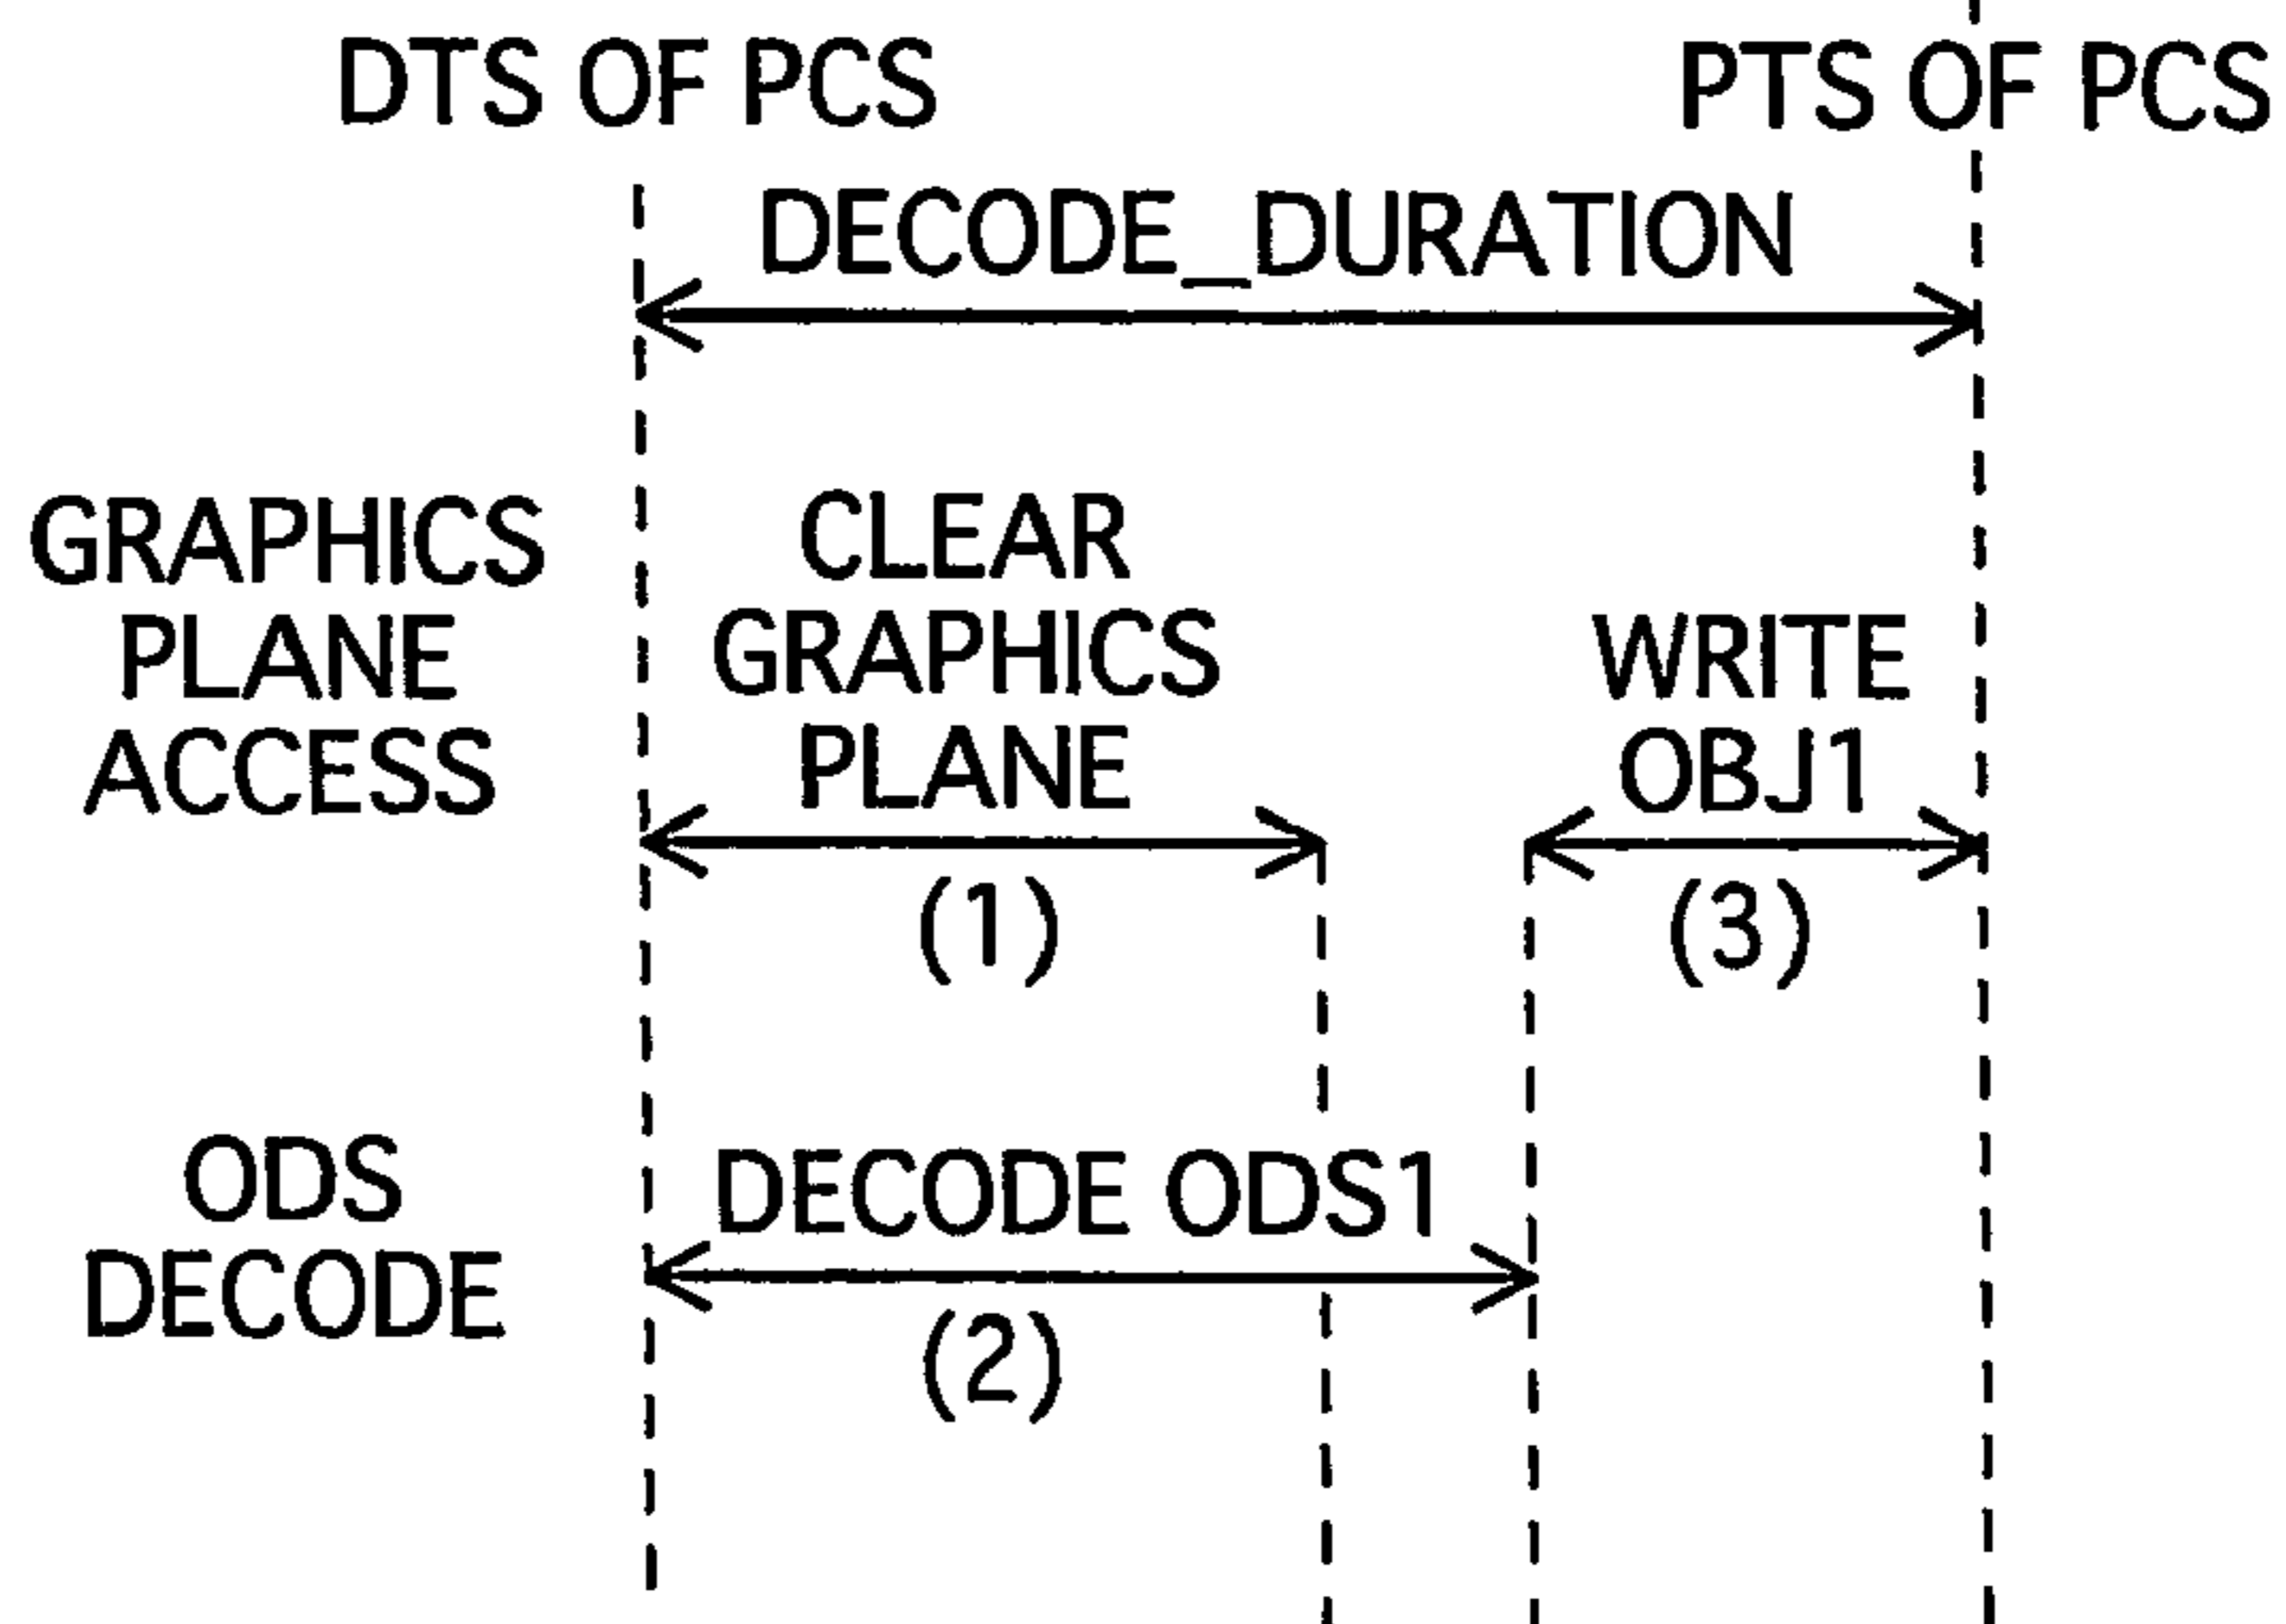 DTS OF PCS
PTS OF PCS
DECODE_DURATION
GRAPHICS
PLANE
ACCESS
CLEAR
GRAPHICS
PLANE
(1)
WRITE
OBJ1
(3)
ODS
DECODE
DECODE ODS1
(2)